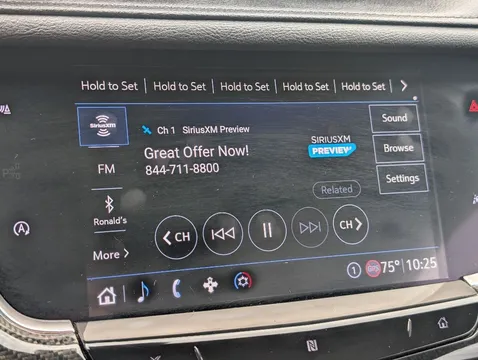 Hold to Set Hold to Set Hold to Set Hold to Set Hold to Set
SiriusXM
Ch 1 SiriusXM Preview
Sound
Great Offer Now!
SIRIUSXM
PREVIEW
844-711-8800
Browse
FM
Related
Settings
Ronald's
CH
CH
More
1
75° 10:25